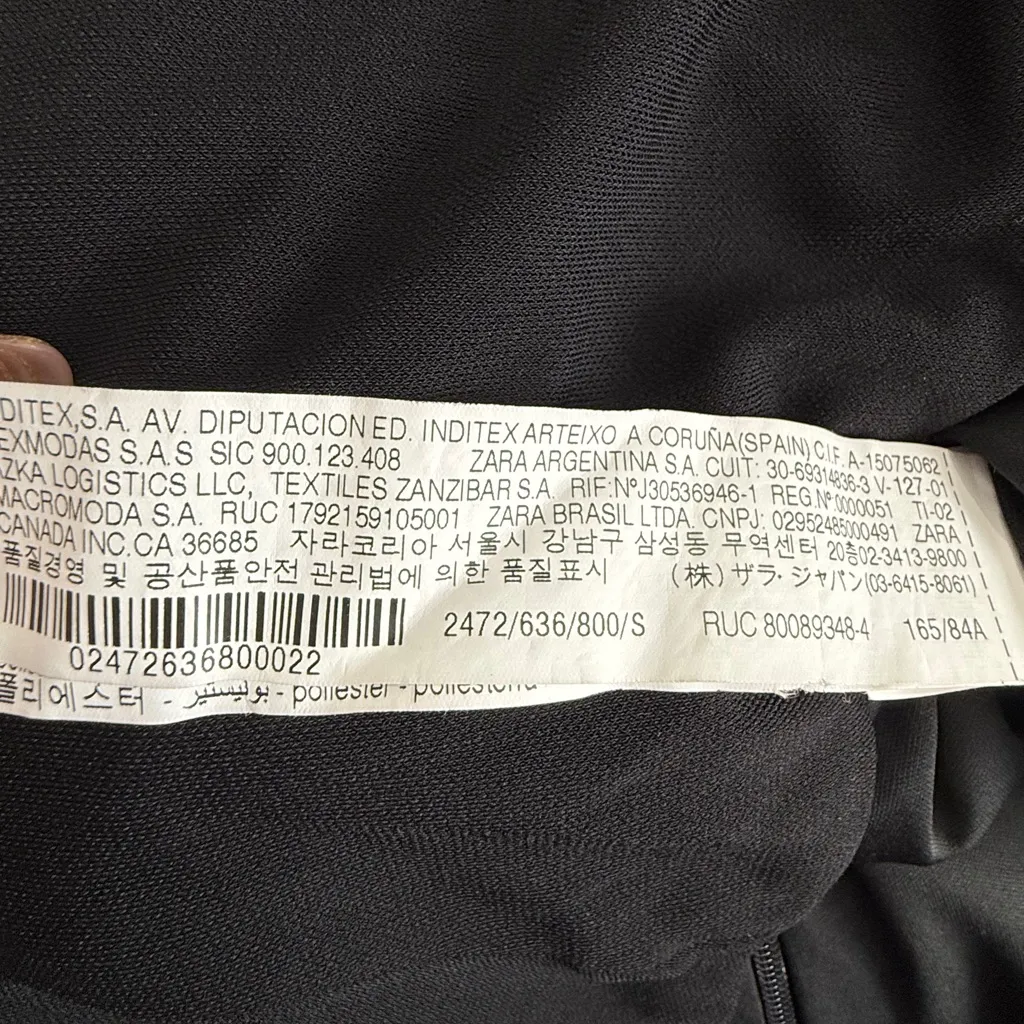 DITEX,S.A. AV. DIPUTACION ED. INDITEX ARTEIXO A CORUÑA(SPAIN) C.I.F. A-15075062
EXMODAS S.A.S SIC 900.123.408 ZARA ARGENTINA S.A. CUIT: 30-69314836-3 V-127-01
AZKA LOGISTICS LLC, TEXTILES ZANZIBAR S.A. RIF:NºJ30536946-1 REG.Nº.0000051 TI-02
MACROMODA S.A. RUC 1792159105001 ZARA BRASIL LTDA. CNPJ: 02952485000491 ZARA
CANADA INC.CA 36685 자라코리아 서울시 강남구 삼성동 무역센터 20층02-3413-9800
품질경영 및 공산품안전 관리법에 의한 품질표시 (株) ザラ・ジャパン(03-6415-8061)
2472/636/800/S RUC 80089348-4 165/84A
02472636800022
폴리에스터 - بوليستير - poliester - poliestoria